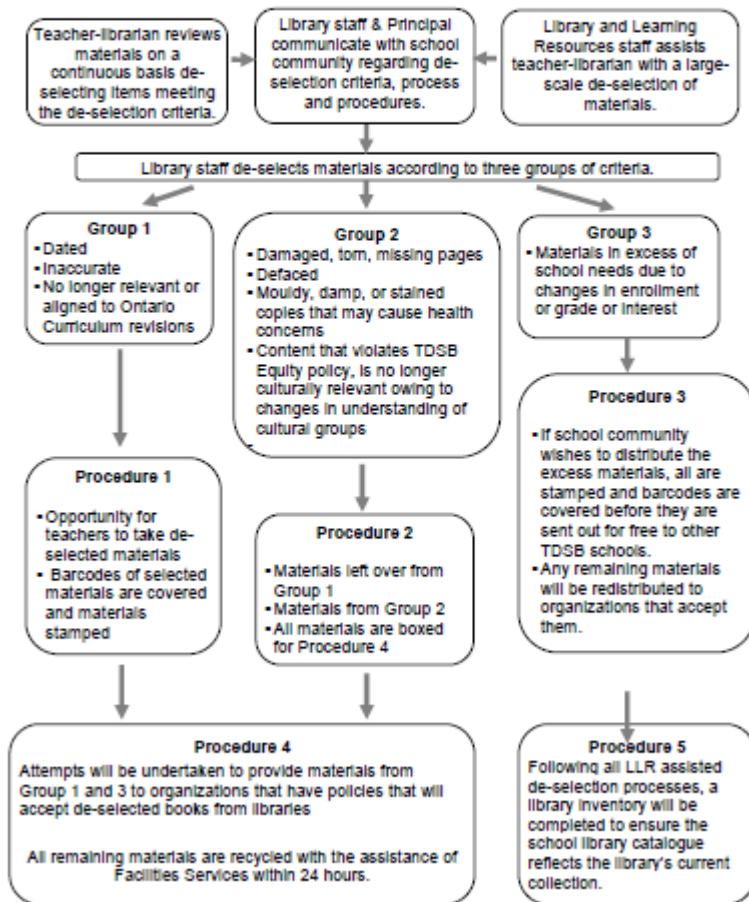 Teacher-librarian reviews
materials on a
continuous basis de-
selecting items meeting
the de-selection criteria.
Library staff & Principal
communicate with school
community regarding de-
selection criteria, process
and procedures.
Library and Learning
Resources staff assists
teacher-librarian with a large-
scale de-selection of
materials.
Library staff de-selects materials according to three groups of criteria.
Group 1
▪ Dated
▪ Inaccurate
▪ No longer relevant or
aligned to Ontario
Curriculum revisions
Group 2
▪ Damaged, torn, missing pages
▪ Defaced
▪ Mouldy, damp, or stained
copies that may cause health
concerns
▪ Content that violates TDSB
Equity policy, is no longer
culturally relevant owing to
changes in understanding of
cultural groups
Group 3
▪ Materials in excess of
school needs due to
changes in enrollment
or grade or interest
Procedure 1
▪ Opportunity for
teachers to take de-
selected materials
▪ Barcodes of selected
materials are covered
and materials
stamped
Procedure 2
▪ Materials left over from
Group 1
▪ Materials from Group 2
▪ All materials are boxed
for Procedure 4
Procedure 3
▪ If school community
wishes to distribute the
excess materials, all are
stamped and barcodes are
covered before they are
sent out for free to other
TDSB schools.
▪ Any remaining materials
will be redistributed to
organizations that accept
them.
Procedure 4
Attempts will be undertaken to provide materials from
Group 1 and 3 to organizations that have policies that will
accept de-selected books from libraries
All remaining materials are recycled with the assistance of
Facilities Services within 24 hours.
Procedure 5
Following all LLR assisted
de-selection processes, a
library inventory will be
completed to ensure the
school library catalogue
reflects the library's current
collection.